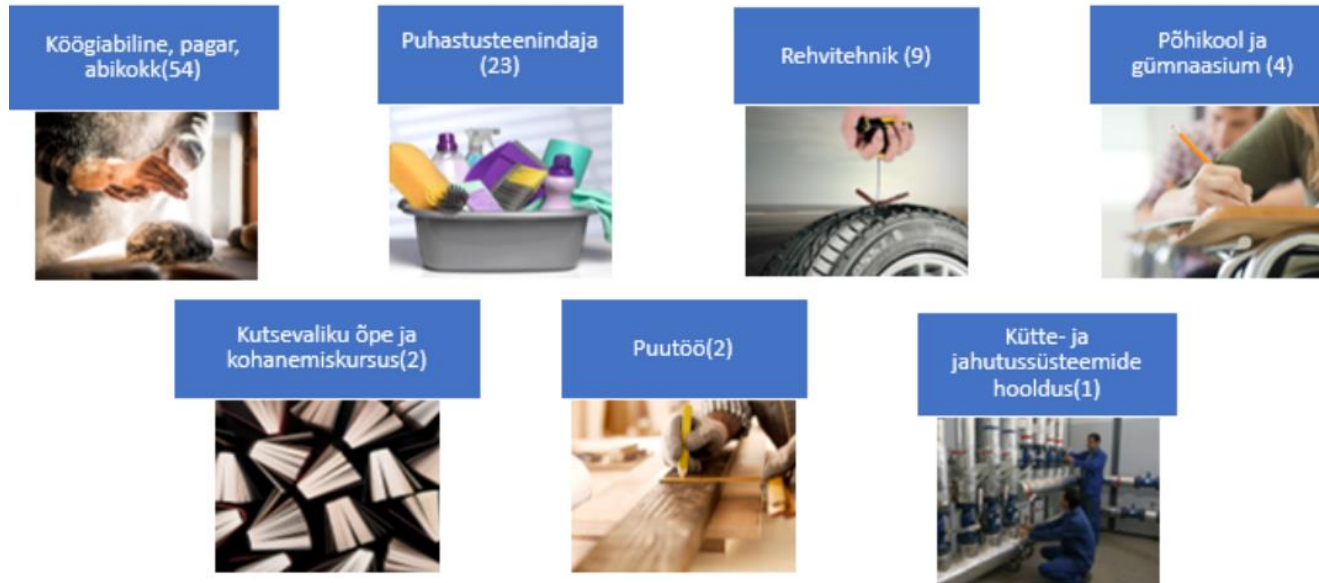 Köögiabiline, pagar,
abikokk(54)
Puhastusteenindaja
(23)
Rehvitehnik (9)
Põhikool ja
gümnaasium (4)
Kutsevaliku õpe ja
kohanemiskursus(2)
Puutöö(2)
Kütte- ja
jahutussüsteemide
hooldus(1)